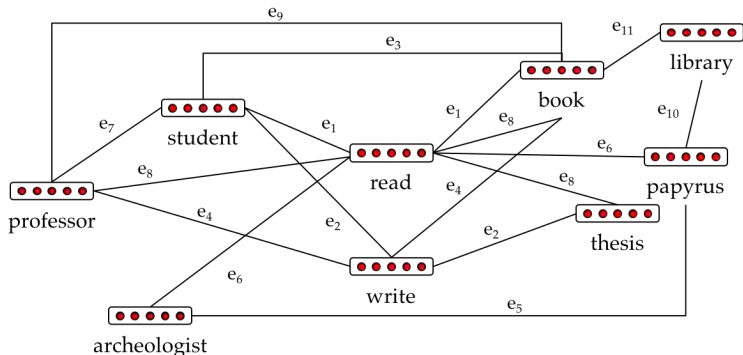 e₉
e₃
e₁₁
library
book
e₁
e₈
e₁₀
e₇
student
e₁
read
e₆
papyrus
e₈
e₈
professor
e₄
e₄
thesis
e₂
e₂
e₆
write
e₅
archeologist